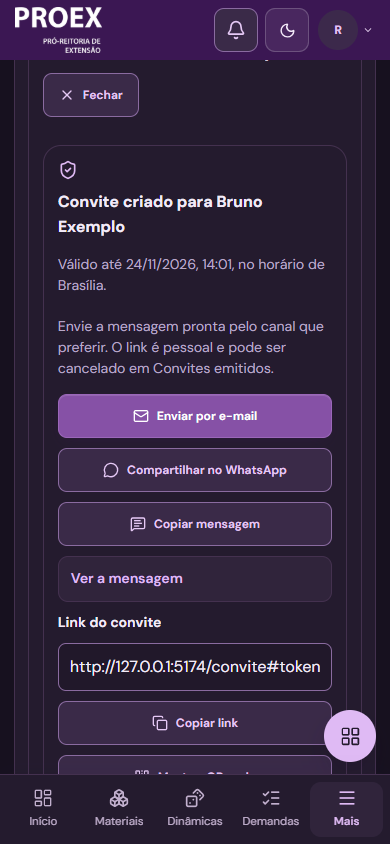 PROEX
PRÓ-REITORIA DE
EXTENSÃO
R
Fechar
Convite criado para Bruno
Exemplo
Válido até 24/11/2026, 14:01, no horário de
Brasília.
Envie a mensagem pronta pelo canal que
preferir. O link é pessoal e pode ser
cancelado em Convites emitidos.
Enviar por e-mail
Compartilhar no WhatsApp
Copiar mensagem
Ver a mensagem
Link do convite
http://127.0.0.1:5174/convite#token
Copiar link
Início
Materiais
Dinâmicas
Demandas
Mais